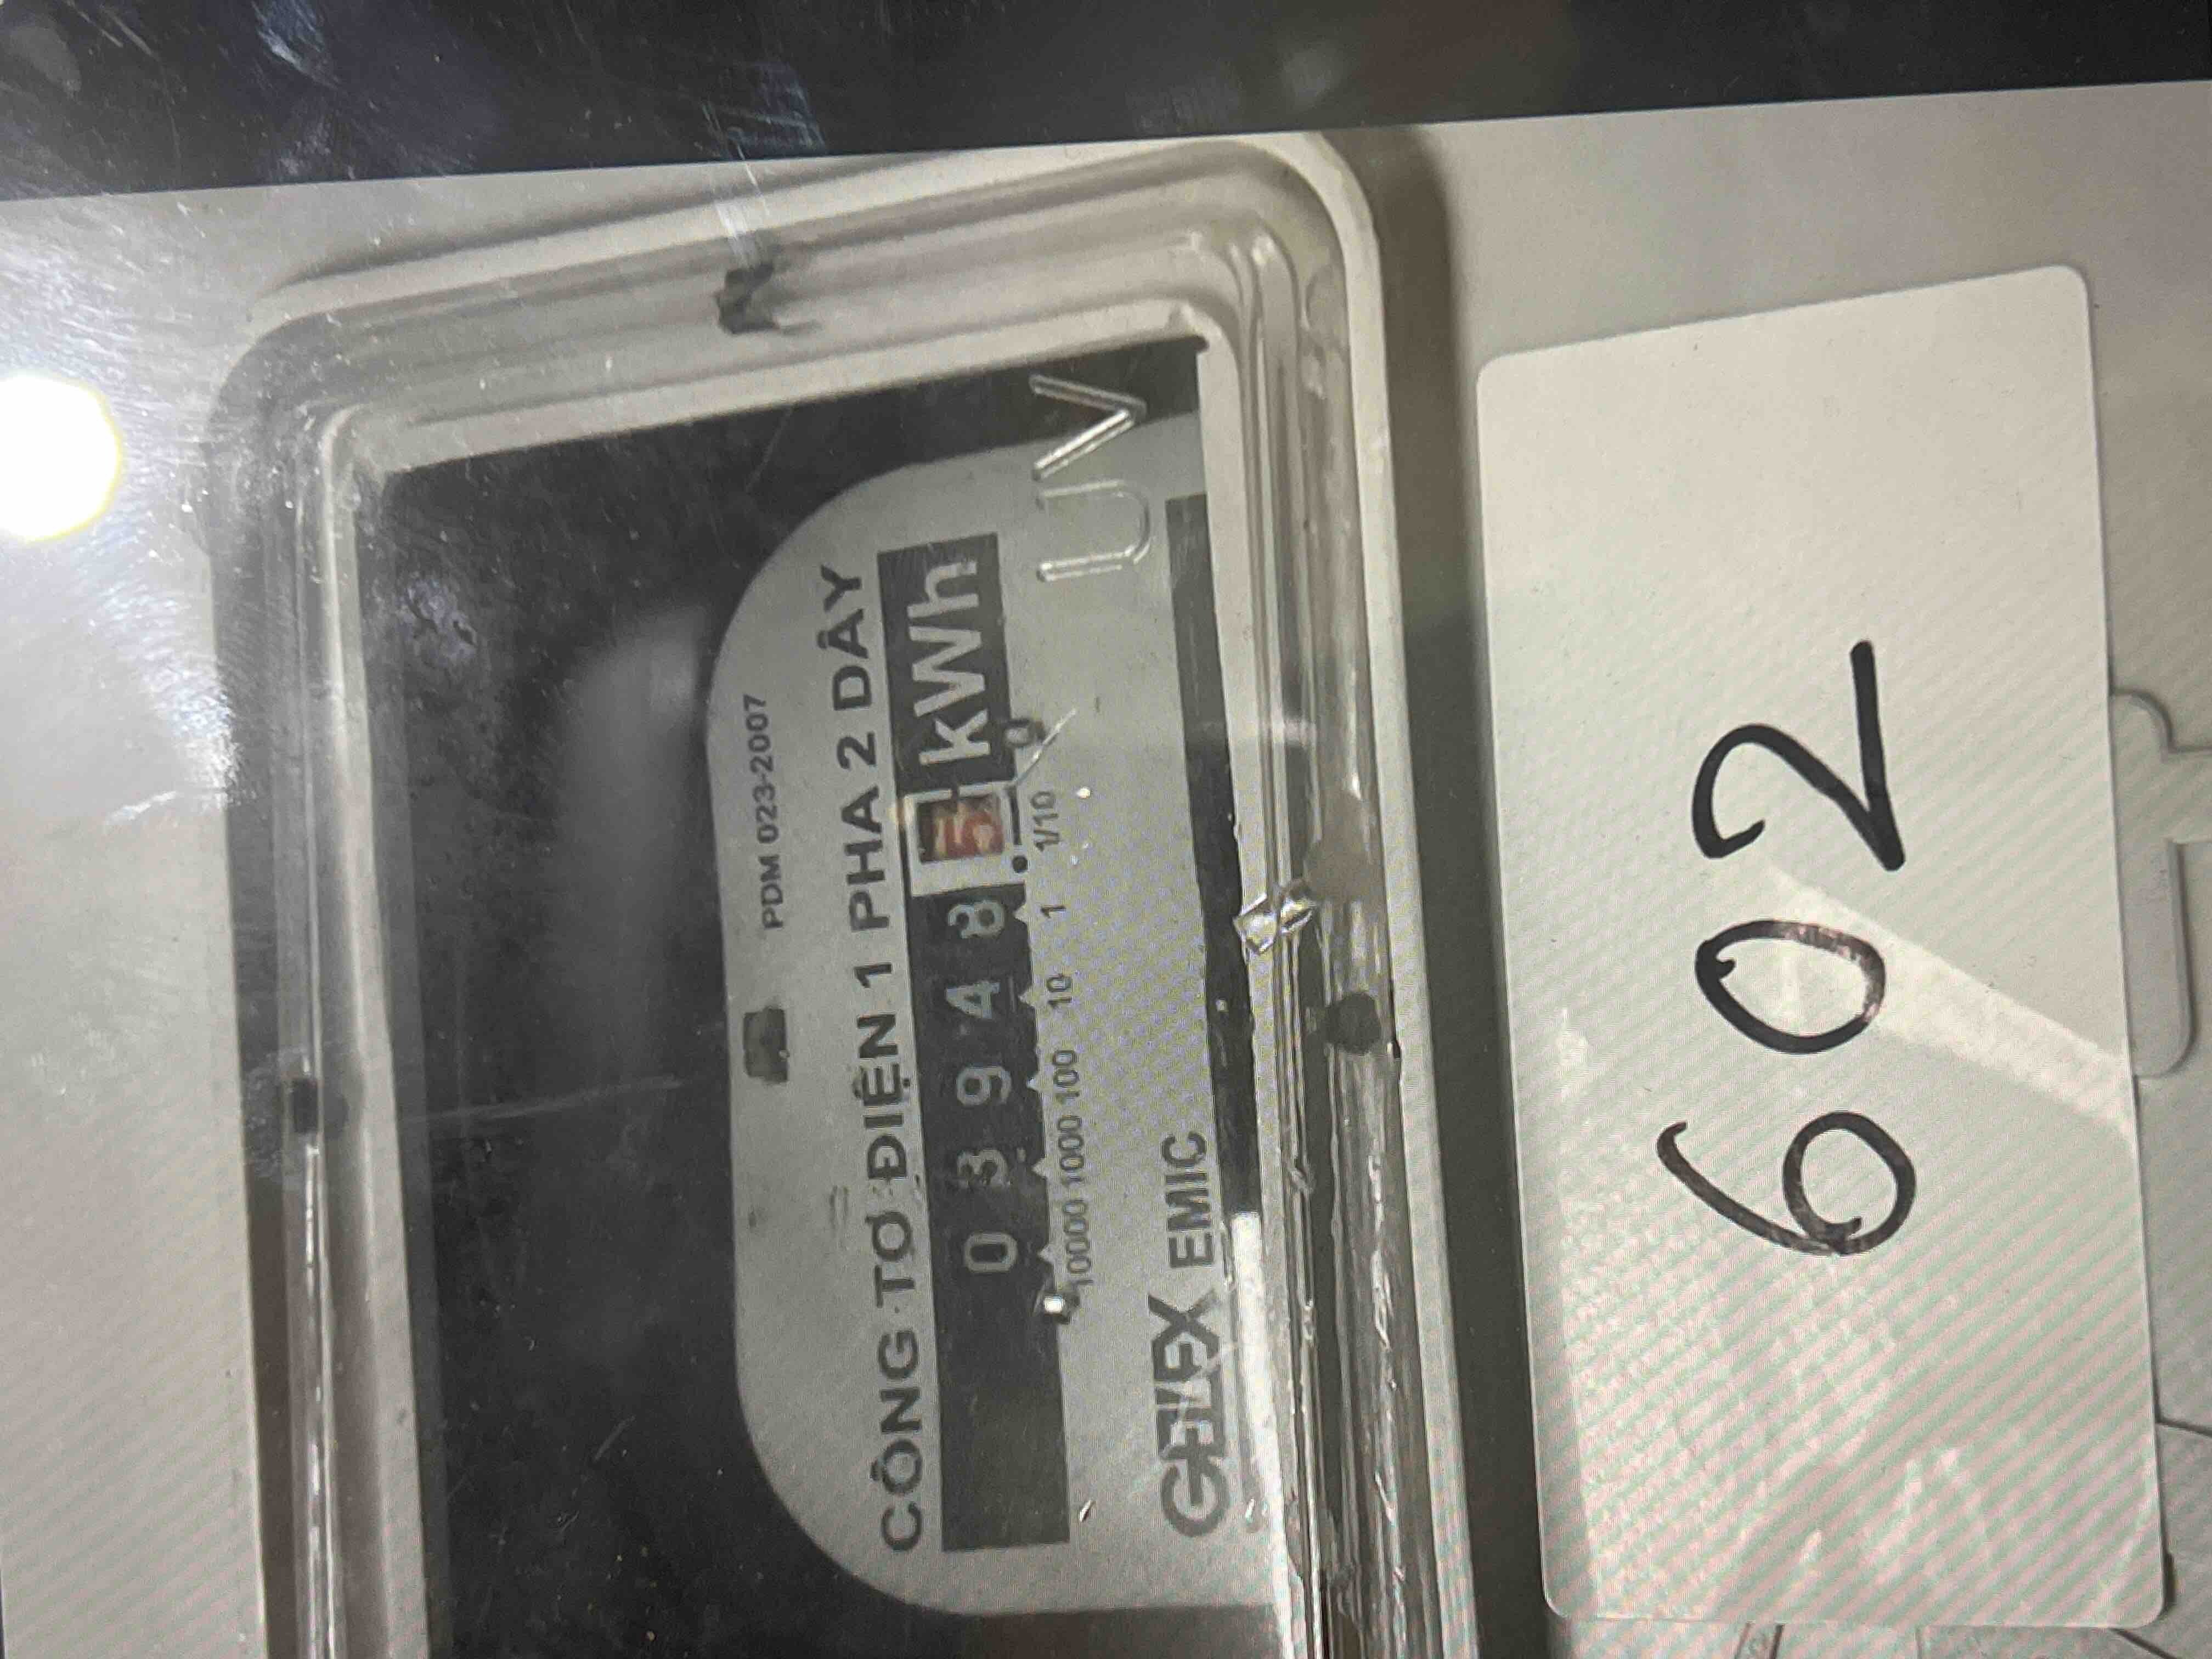 PDM 023-2007
CÔNG TƠ ĐIỆN 1 PHA 2 DÂY
0 3 9 4 8 5 kWh
10000 1000 100 10 1 1/10
GELEX EMIC
UV
602